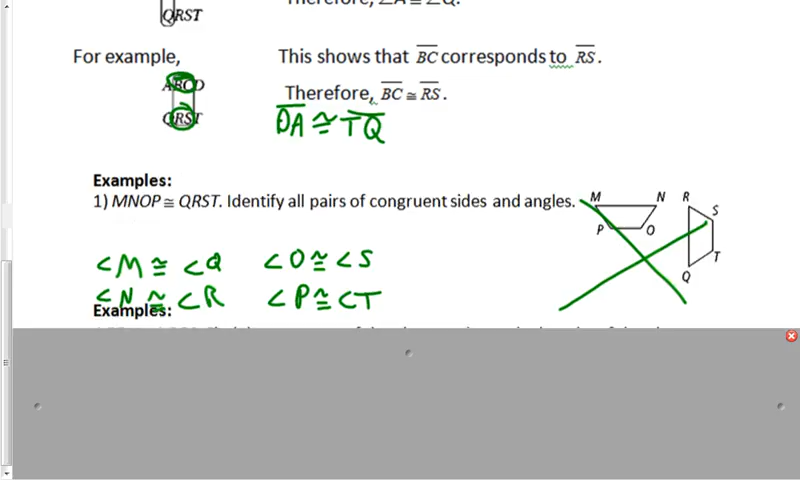 Therefore, ∠A ≅ ∠Q.
QRST
For example,
This shows that BC corresponds to RS.
ABCD
Therefore, BC ≅ RS.
QRST
DA ≅ TQ
Examples:
1) MNOP ≅ QRST. Identify all pairs of congruent sides and angles.
M N R S
P O T
Q
∠M ≅ ∠Q ∠O ≅ ∠S
∠N ≅ ∠R ∠P ≅ ∠T
Examples: